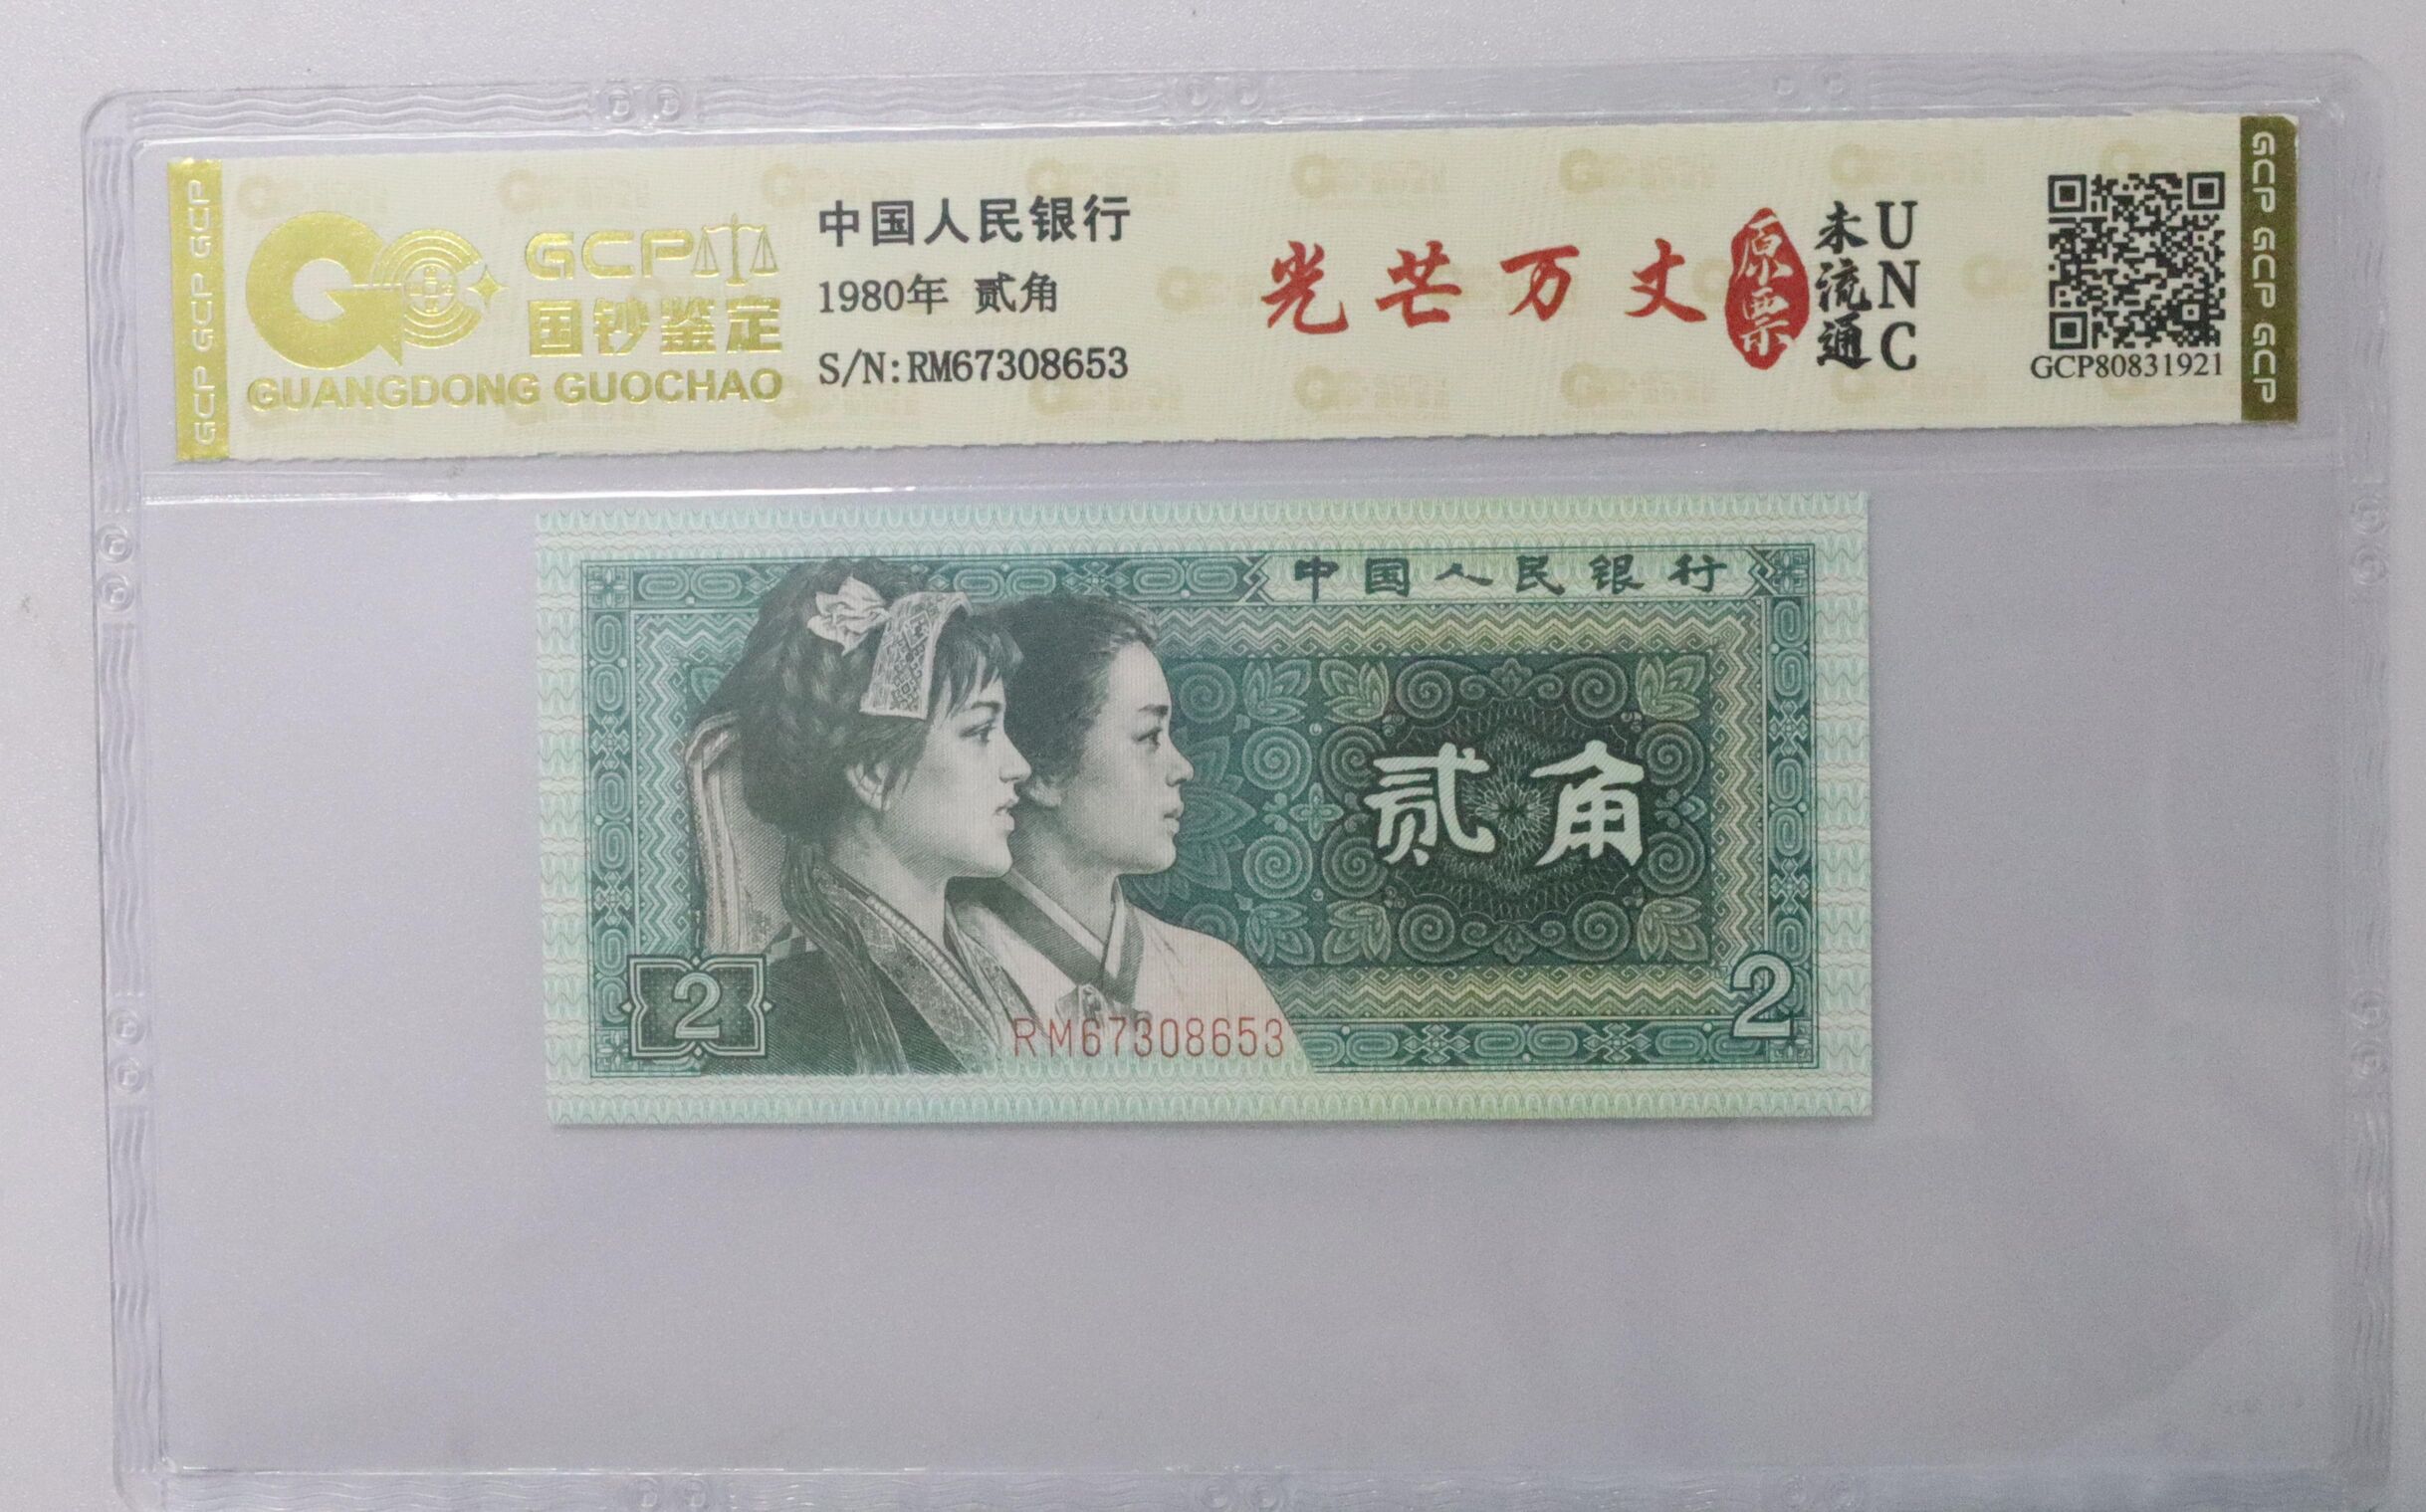 GCP GCP GCP
GCP
国钞鉴定
GUANGDONG GUOCHAO
中国人民银行
1980年 贰角
S/N:RM67308653
光芒万丈
原票
未流通
UNC
GCP80831921
GCP GCP GCP
中国人民银行
贰角
2
2
RM67308653